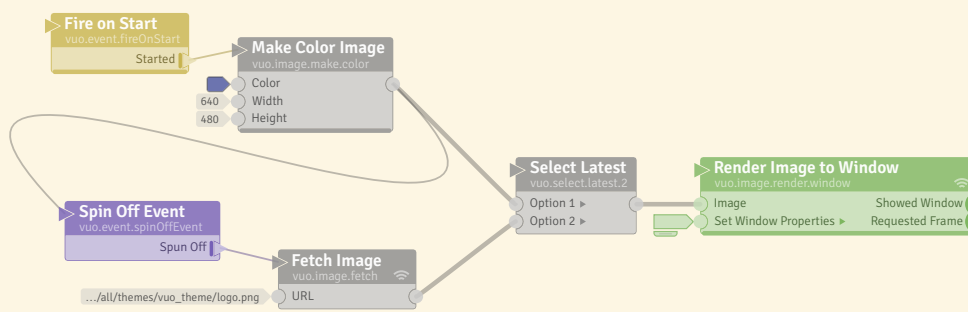 Fire on Start
vuo.event.fireOnStart
Started
Make Color Image
vuo.image.make.color
Color
640 Width
480 Height
Select Latest
vuo.select.latest.2
Option 1
Option 2
Render Image to Window
vuo.image.render.window
Image Showed Window
Set Window Properties Requested Frame
Spin Off Event
vuo.event.spinOffEvent
Spun Off
Fetch Image
vuo.image.fetch
.../all/themes/vuo_theme/logo.png URL